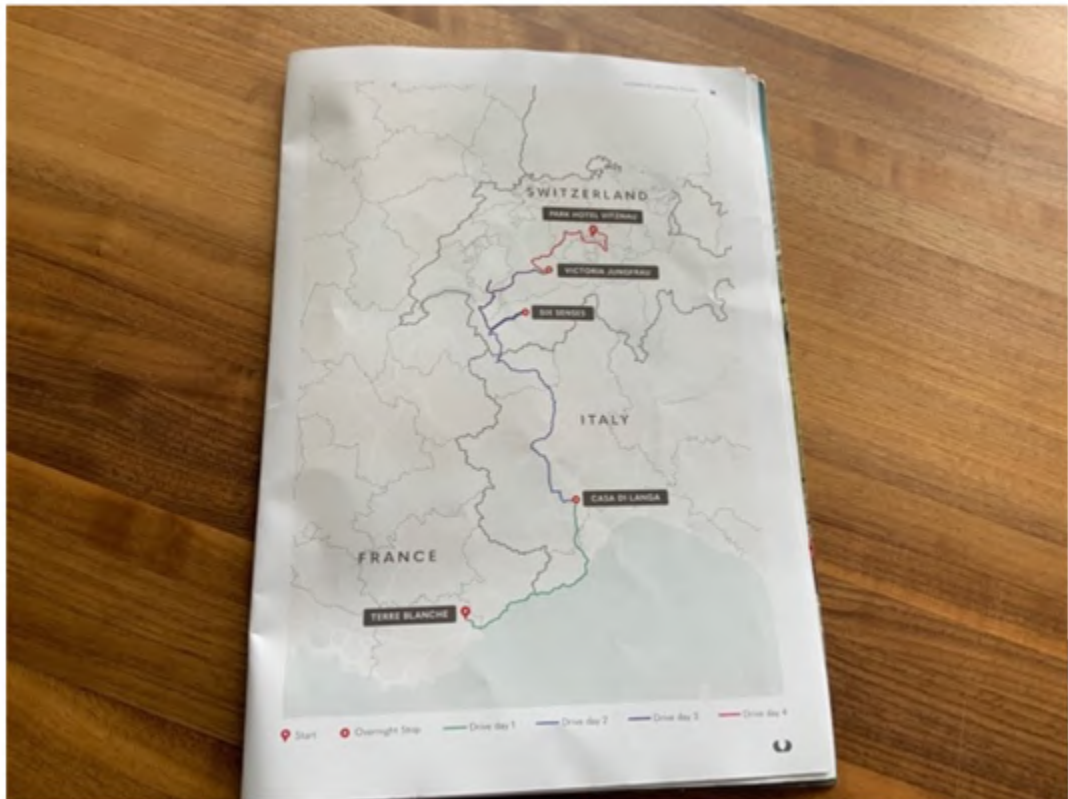 SWITZERLAND
PARK HOTEL VITZNAU
VICTORIA JUNGFRAU
SIX SENSES
ITALY
CASA DI LANGA
FRANCE
TERRE BLANCHE
Start Overnight Stop Drive day 1 Drive day 2 Drive day 3 Drive day 4